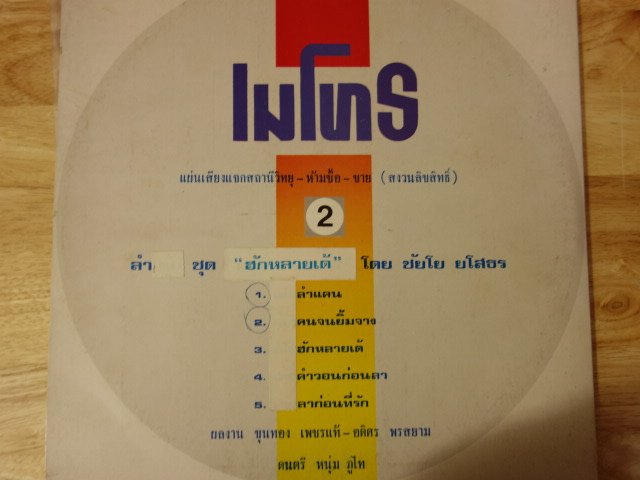 เมโทร
แผ่นเสียงแจกสถานีวิทยุ - ห้ามซื้อ - ขาย (สงวนลิขสิทธิ์)
2
ลำ ชุด "ฮักหลายเด้" โดย ชัยโย ยโสธร
1. ลำแคน
2. คนจนยิ้มจาง
3. ฮักหลายเด้
4. คำวอนก่อนลา
5. ลาก่อนที่รัก
ผลงาน ขุนทอง เพชรแท้ - อดิศร พรสยาม
ดนตรี หนุ่ม ภูไท